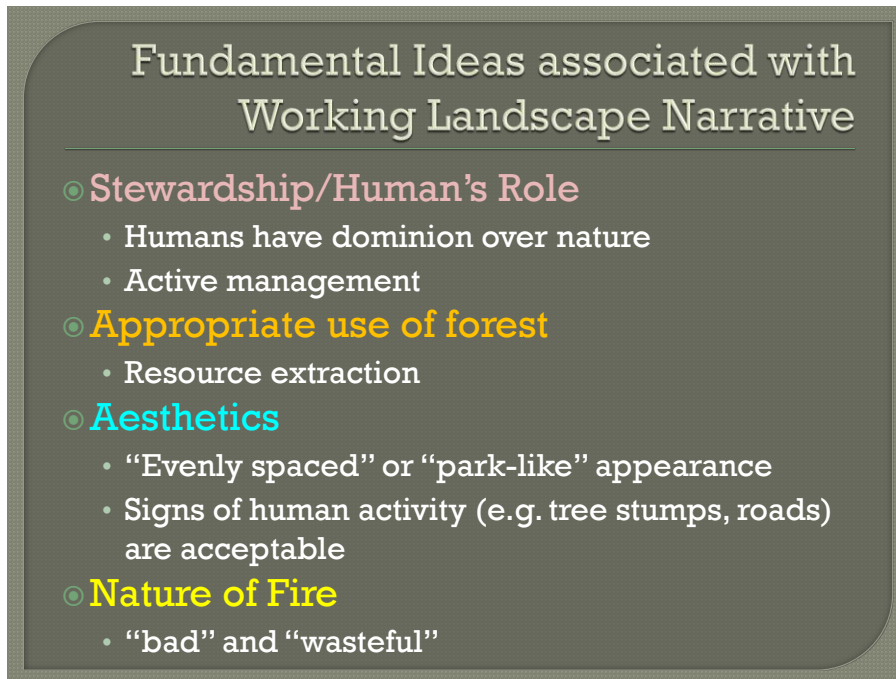 Fundamental Ideas associated with
Working Landscape Narrative
Stewardship/Human’s Role
• Humans have dominion over nature
• Active management
Appropriate use of forest
• Resource extraction
Aesthetics
• “Evenly spaced” or “park-like” appearance
• Signs of human activity (e.g. tree stumps, roads)
are acceptable
Nature of Fire
• “bad” and “wasteful”